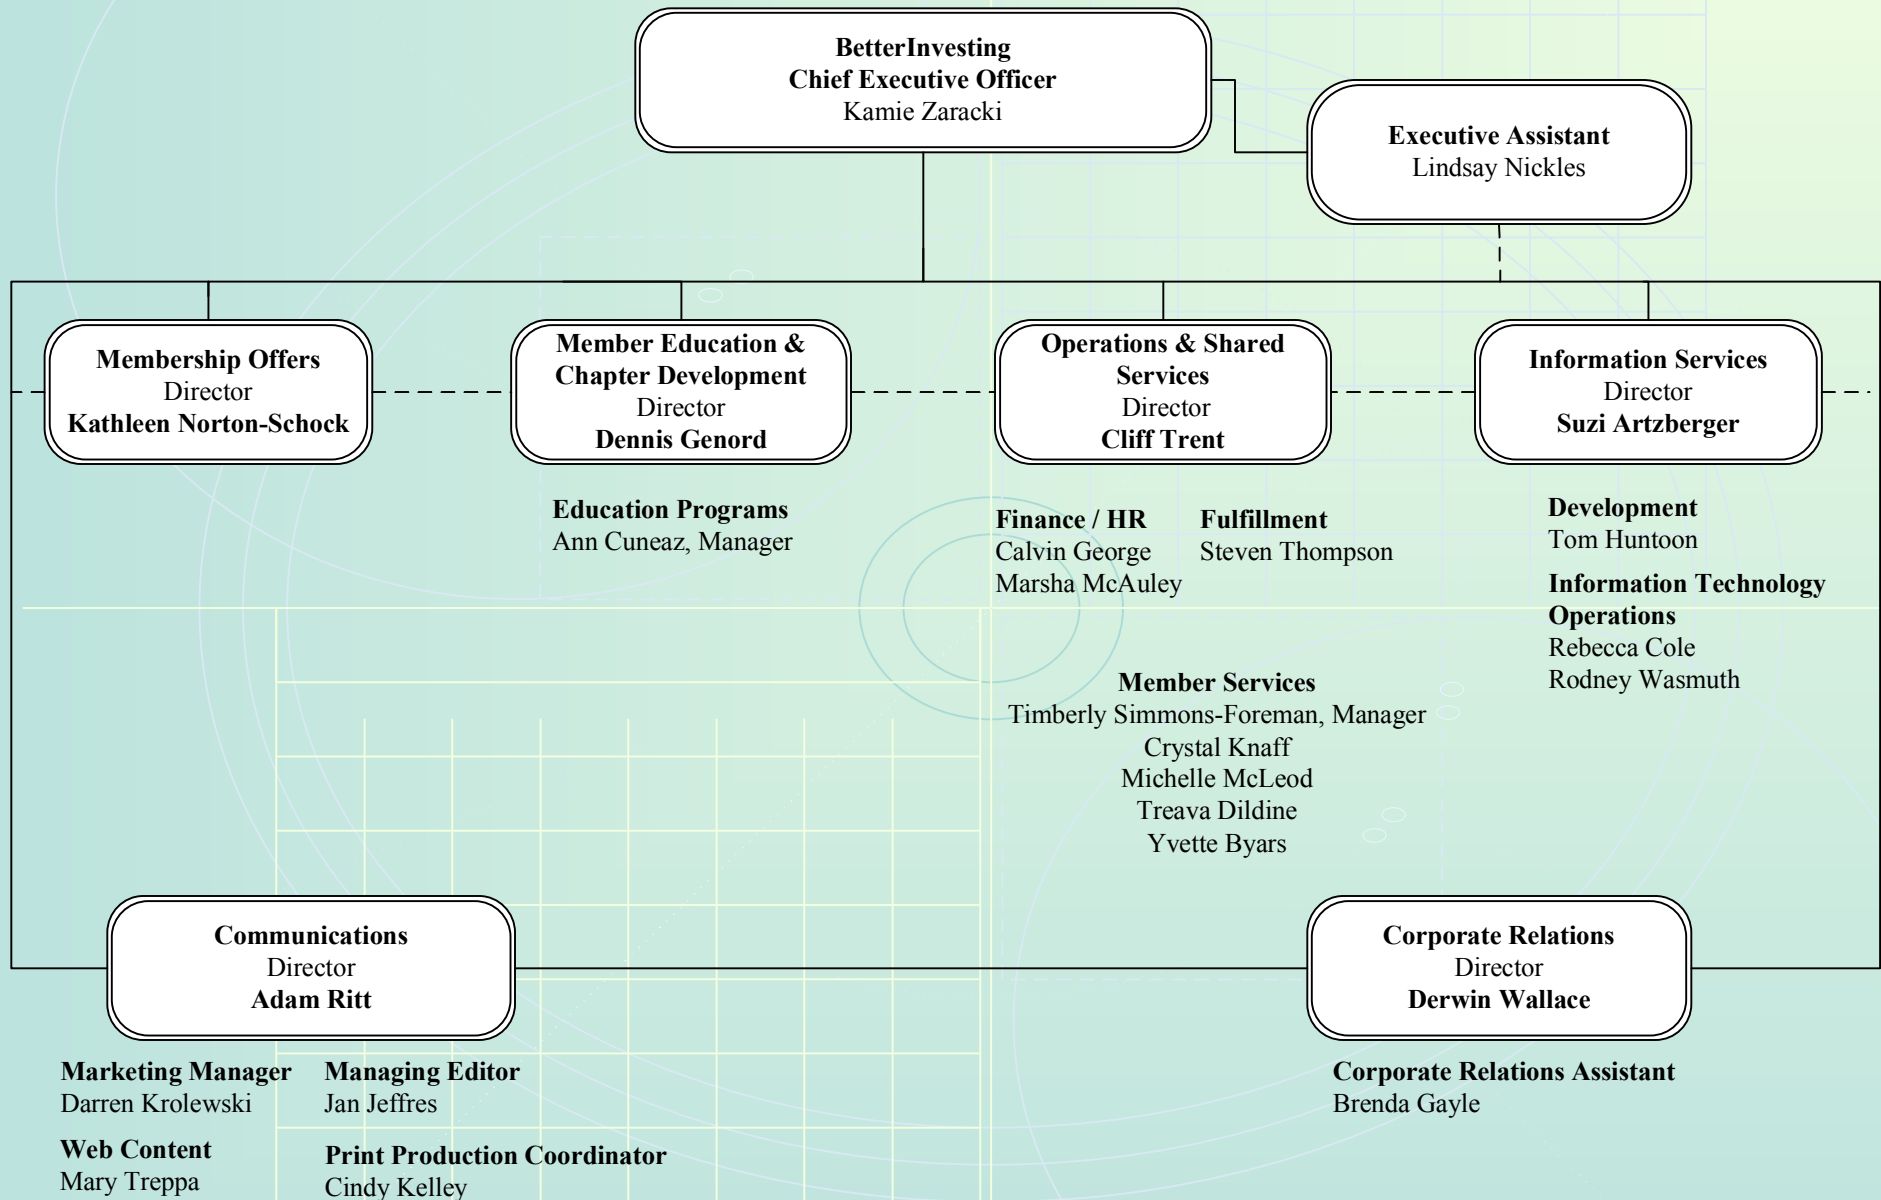 BetterInvesting
Chief Executive Officer
Kamie Zaracki
Executive Assistant
Lindsay Nickles
Membership Offers
Director
Kathleen Norton-Schock
Member Education &
Chapter Development
Director
Dennis Genord
Operations & Shared
Services
Director
Cliff Trent
Information Services
Director
Suzi Artzberger
Education Programs
Ann Cuneaz, Manager
Finance / HR
Calvin George
Marsha McAuley
Fulfillment
Steven Thompson
Development
Tom Huntoon
Information Technology
Operations
Rebecca Cole
Rodney Wasmuth
Member Services
Timberly Simmons-Foreman, Manager
Crystal Knaff
Michelle McLeod
Treava Dildine
Yvette Byars
Communications
Director
Adam Ritt
Corporate Relations
Director
Derwin Wallace
Marketing Manager
Darren Krolewski
Managing Editor
Jan Jeffres
Web Content
Mary Treppa
Print Production Coordinator
Cindy Kelley
Corporate Relations Assistant
Brenda Gayle